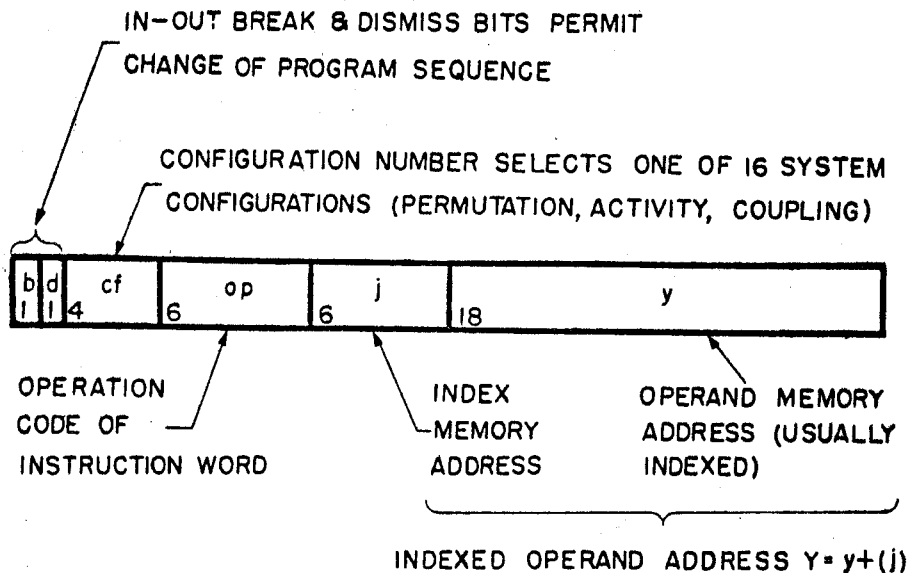 IN-OUT BREAK & DISMISS BITS PERMIT
CHANGE OF PROGRAM SEQUENCE
CONFIGURATION NUMBER SELECTS ONE OF 16 SYSTEM
CONFIGURATIONS (PERMUTATION, ACTIVITY, COUPLING)
b d cf op j y
1 1 4 6 6 18
OPERATION
CODE OF
INSTRUCTION WORD
INDEX
MEMORY
ADDRESS
OPERAND MEMORY
ADDRESS (USUALLY
INDEXED)
INDEXED OPERAND ADDRESS Y = y+(j)